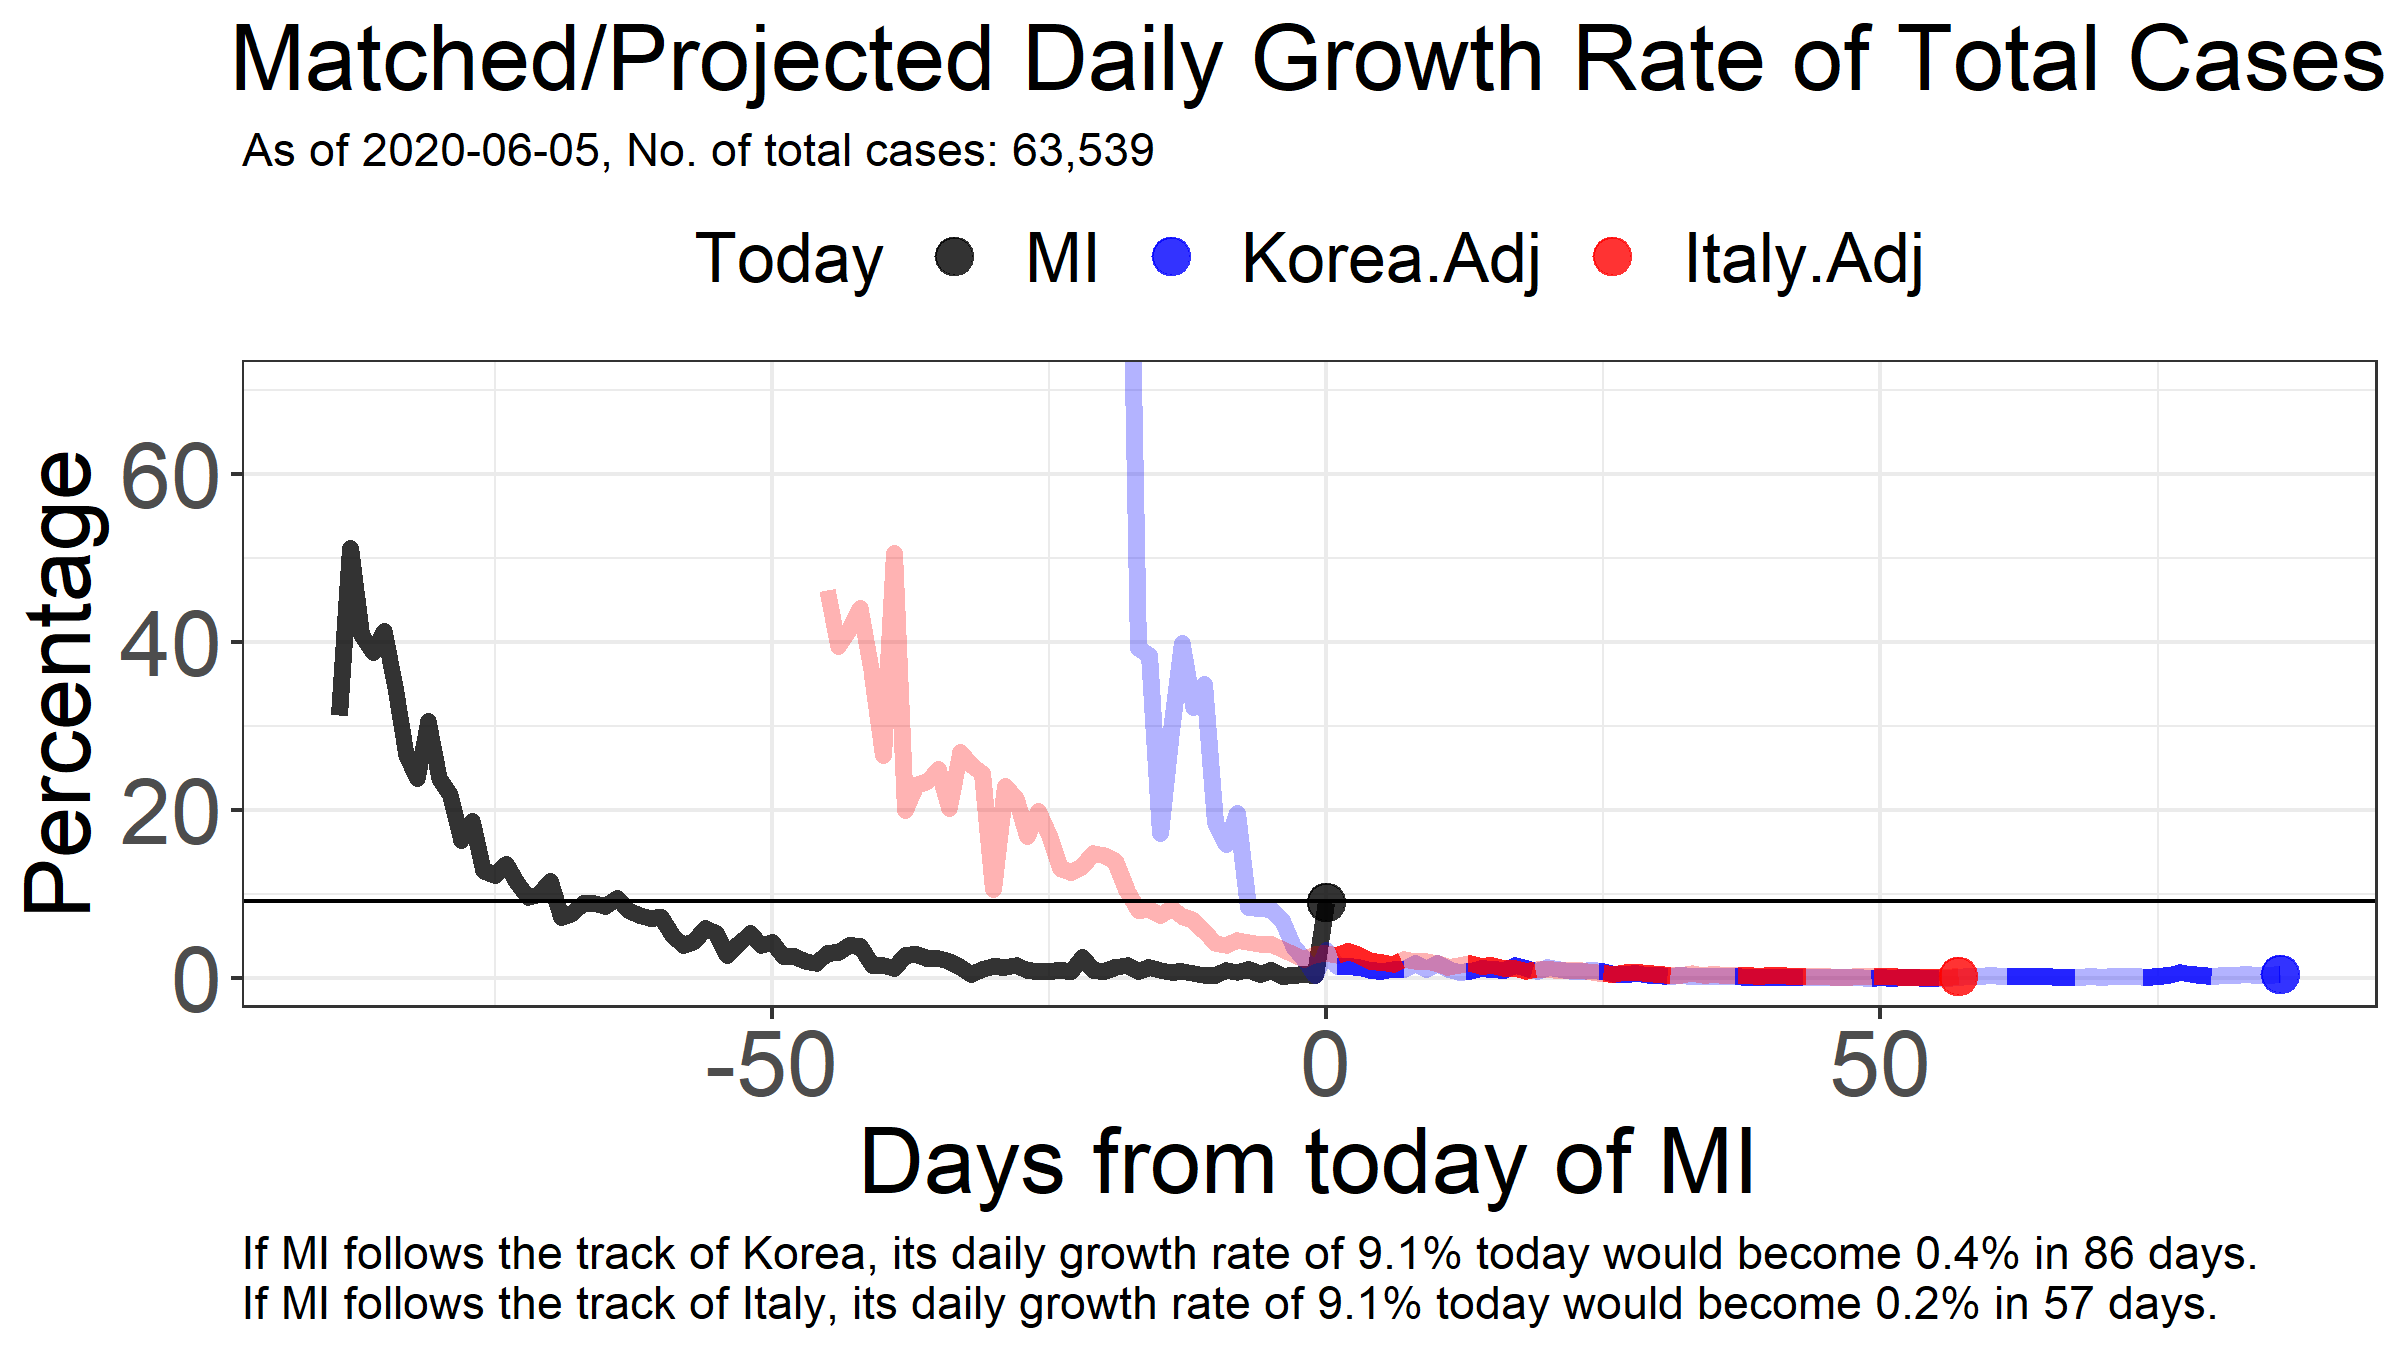 Matched/Projected Daily Growth Rate of Total Cases
As of 2020-06-05, No. of total cases: 63,539
Today MI Korea.Adj Italy.Adj
Percentage
60
40
20
0
-50 0 50
Days from today of MI
If MI follows the track of Korea, its daily growth rate of 9.1% today would become 0.4% in 86 days.
If MI follows the track of Italy, its daily growth rate of 9.1% today would become 0.2% in 57 days.